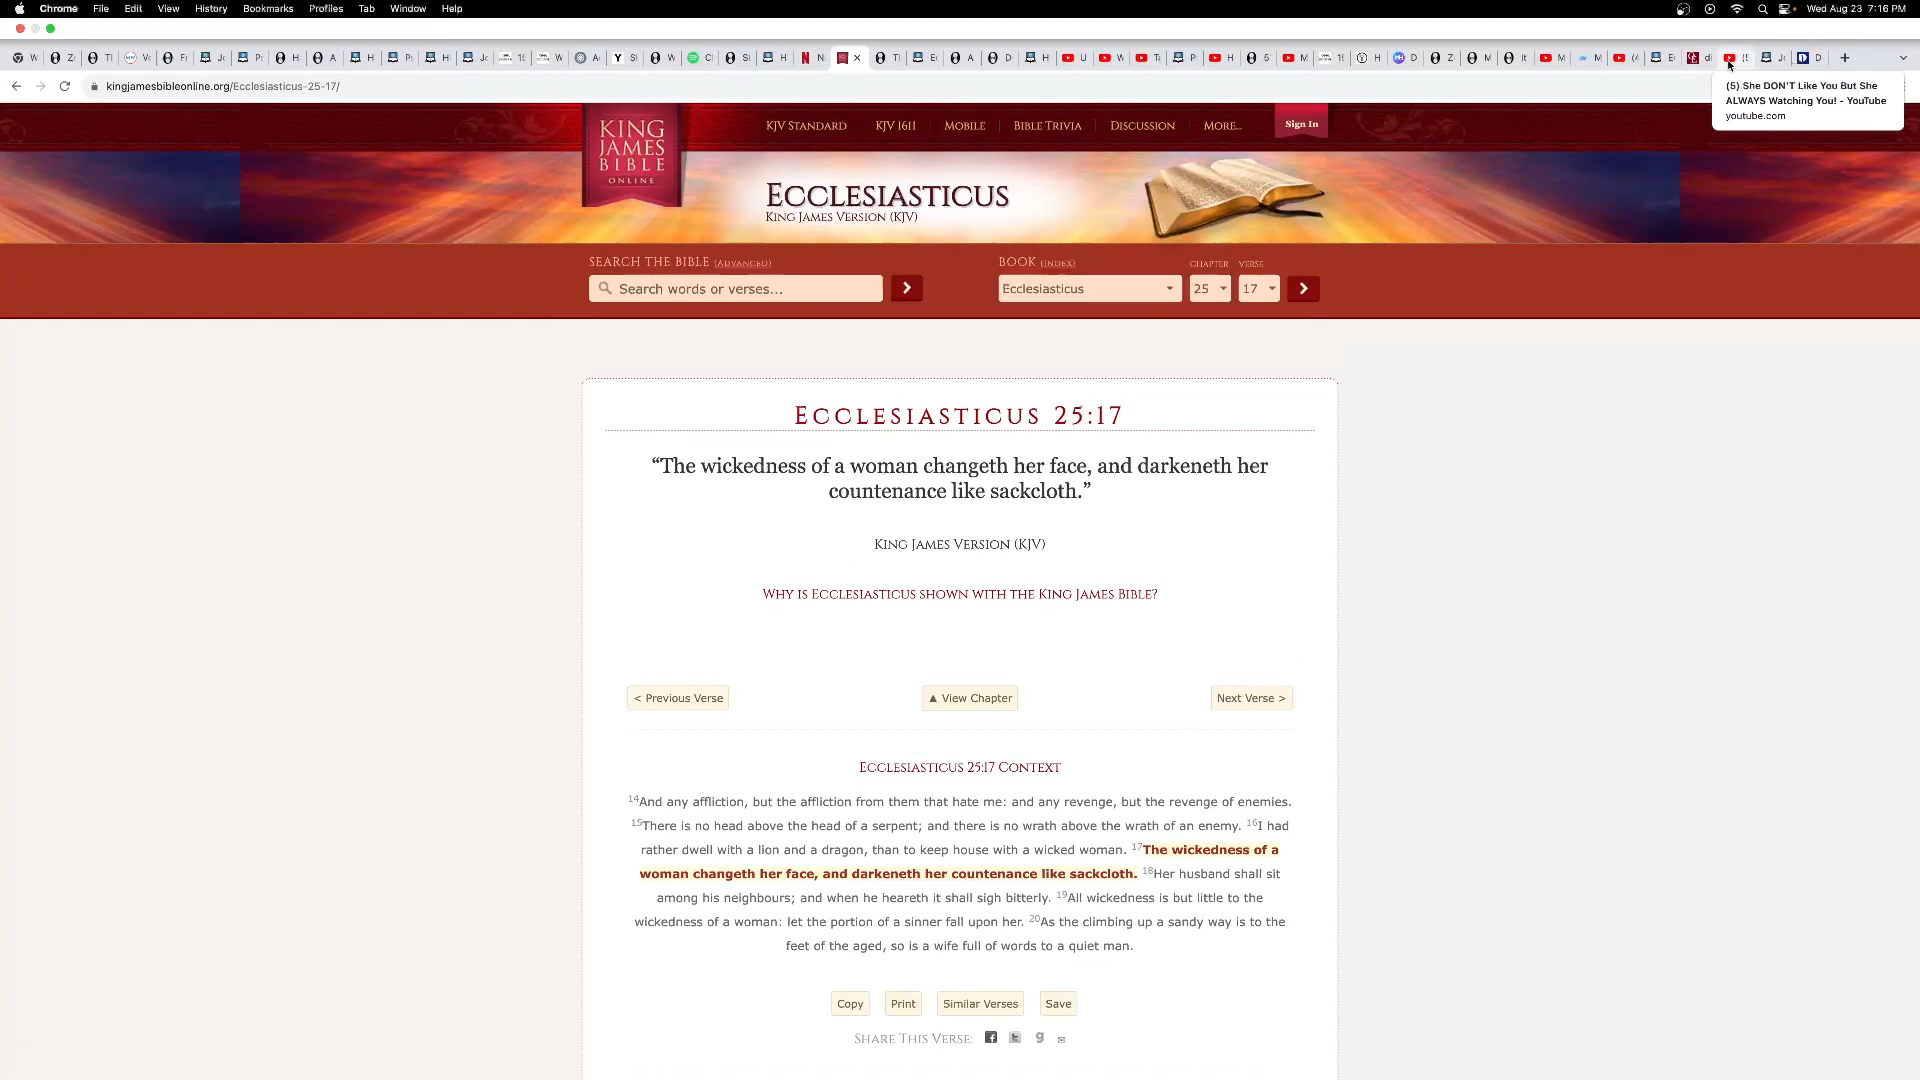 Chrome File Edit View History Bookmarks Profiles Tab Window Help
Wed Aug 23 7:16 PM
kingjamesbibleonline.org/Ecclesiasticus-25-17/
(5) She DON'T Like You But She
ALWAYS Watching You! - YouTube
youtube.com
KING
JAMES
BIBLE
ONLINE
KJV Standard KJV 1611 Mobile Bible Trivia Discussion More... Sign In
Ecclesiasticus
King James Version (KJV)
Search the Bible (Advanced)
Book (Index) Chapter Verse
Search words or verses...
Ecclesiasticus 25 17
Ecclesiasticus 25:17
“The wickedness of a woman changeth her face, and darkeneth her
countenance like sackcloth.”
King James Version (KJV)
Why is Ecclesiasticus shown with the King James Bible?
< Previous Verse ▲ View Chapter Next Verse >
Ecclesiasticus 25:17 Context
14And any affliction, but the affliction from them that hate me: and any revenge, but the revenge of enemies.
15There is no head above the head of a serpent; and there is no wrath above the wrath of an enemy. 16I had
rather dwell with a lion and a dragon, than to keep house with a wicked woman. 17The wickedness of a
woman changeth her face, and darkeneth her countenance like sackcloth. 18Her husband shall sit
among his neighbours; and when he heareth it shall sigh bitterly. 19All wickedness is but little to the
wickedness of a woman: let the portion of a sinner fall upon her. 20As the climbing up a sandy way is to the
feet of the aged, so is a wife full of words to a quiet man.
Copy Print Similar Verses Save
Share This Verse: